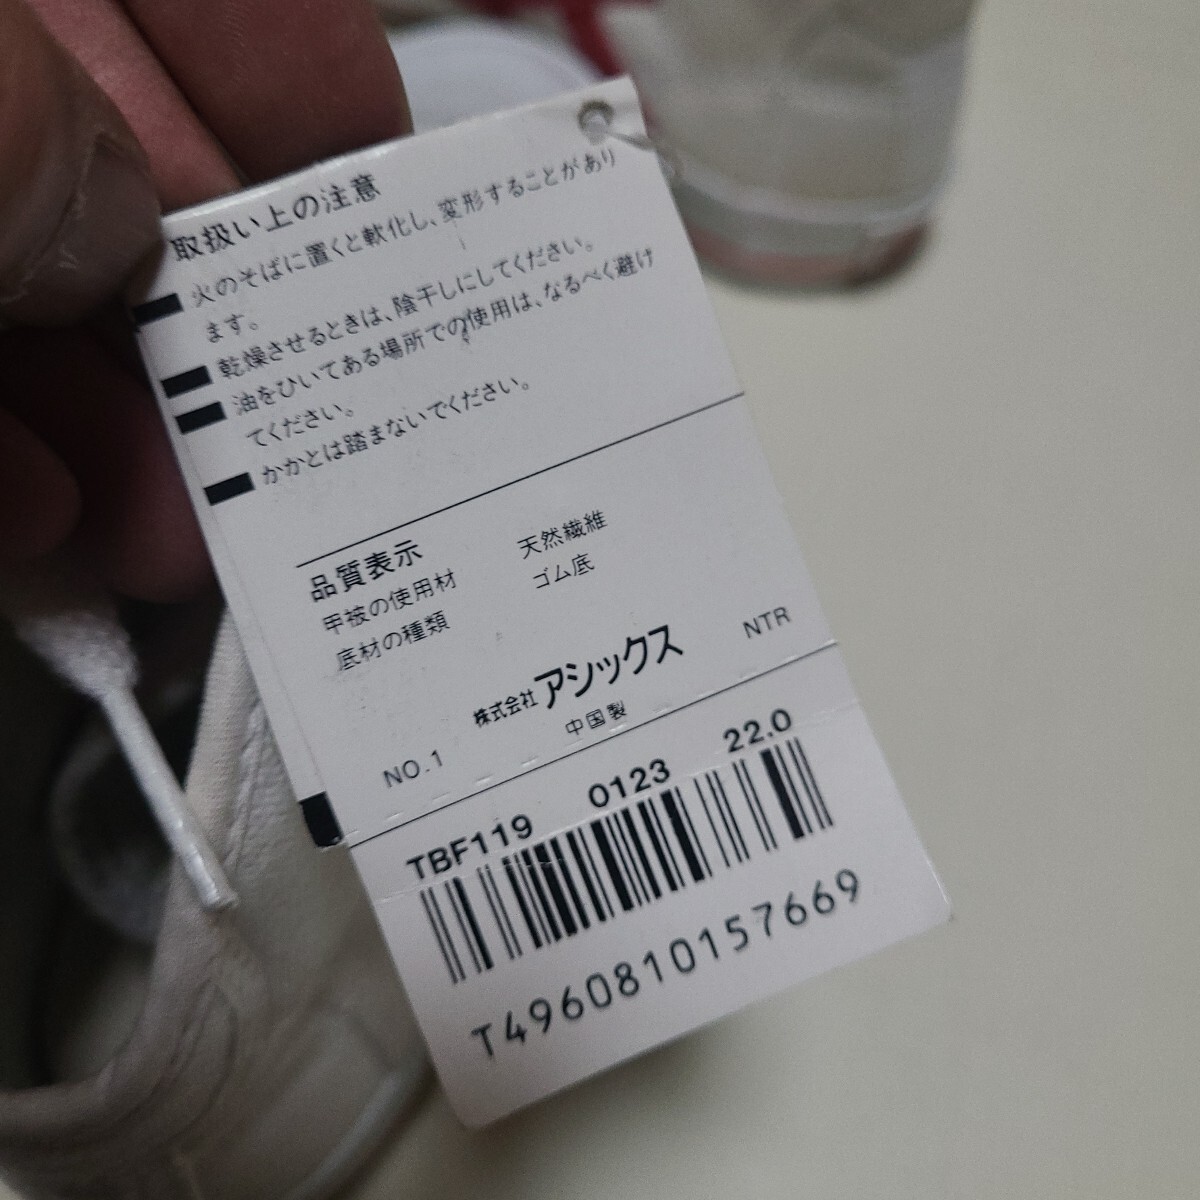 取扱い上の注意
火のそばに置くと軟化し、変形することがあり
ます。
乾燥させるときは、陰干しにしてください。
油をひいてある場所での使用は、なるべく避け
てください。
かかとは踏まないでください。
品質表示
甲被の使用材 天然繊維
底材の種類 ゴム底
株式会社アシックス NTR
NO.1 中国製
TBF119 0123 22.0
T4960810157669